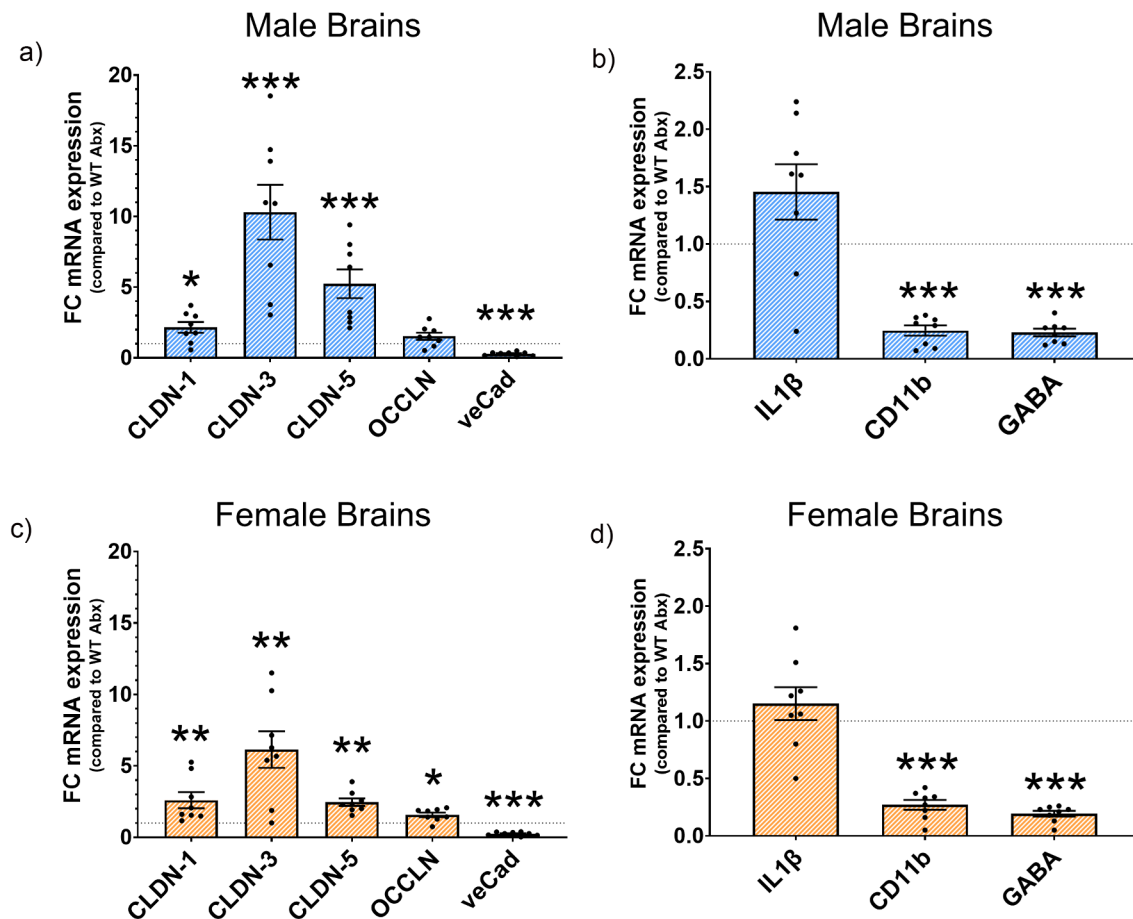 Male Brains
a)
FC mRNA expression
(compared to WT Abx)
20
15
10
5
0
*
***
***
***
CLDN-1
CLDN-3
CLDN-5
OCCLN
veCad
Male Brains
b)
FC mRNA expression
(compared to WT Abx)
2.5
2.0
1.5
1.0
0.5
0.0
***
***
IL1β
CD11b
GABA
Female Brains
c)
FC mRNA expression
(compared to WT Abx)
20
15
10
5
0
**
**
**
*
***
CLDN-1
CLDN-3
CLDN-5
OCCLN
veCad
Female Brains
d)
FC mRNA expression
(compared to WT Abx)
2.5
2.0
1.5
1.0
0.5
0.0
***
***
IL1β
CD11b
GABA